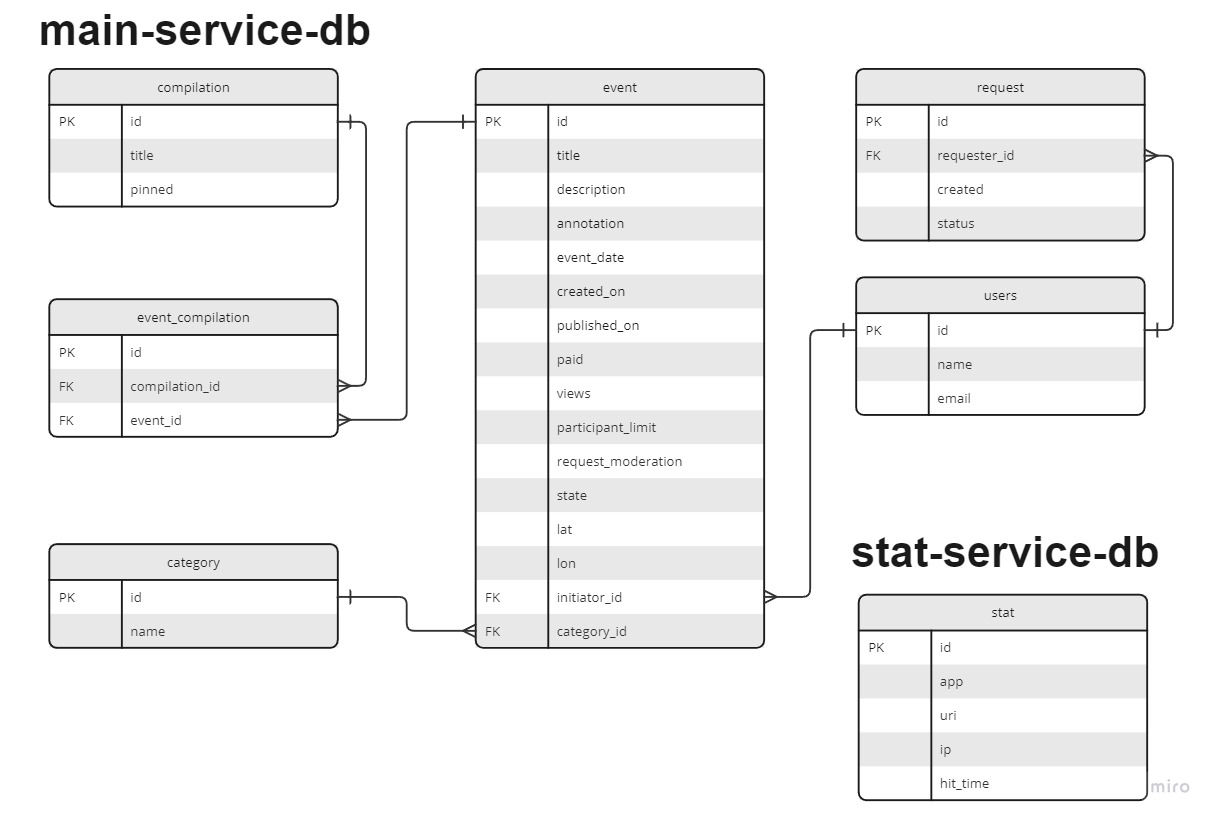 main-service-db
compilation
PK id
title
pinned
event_compilation
PK id
FK compilation_id
FK event_id
category
PK id
name
event
PK id
title
description
annotation
event_date
created_on
published_on
paid
views
participant_limit
request_moderation
state
lat
lon
FK initiator_id
FK category_id
request
PK id
FK requester_id
created
status
users
PK id
name
email
stat-service-db
stat
PK id
app
uri
ip
hit_time
miro